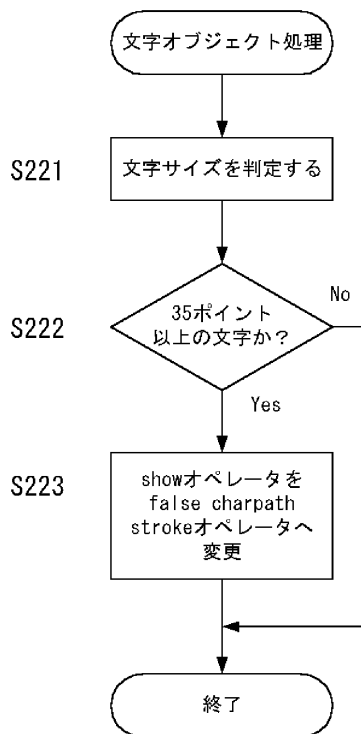 文字オブジェクト処理
S221
文字サイズを判定する
S222
35ポイント
以上の文字か?
No
Yes
S223
showオペレータを
false charpath
strokeオペレータへ
変更
終了